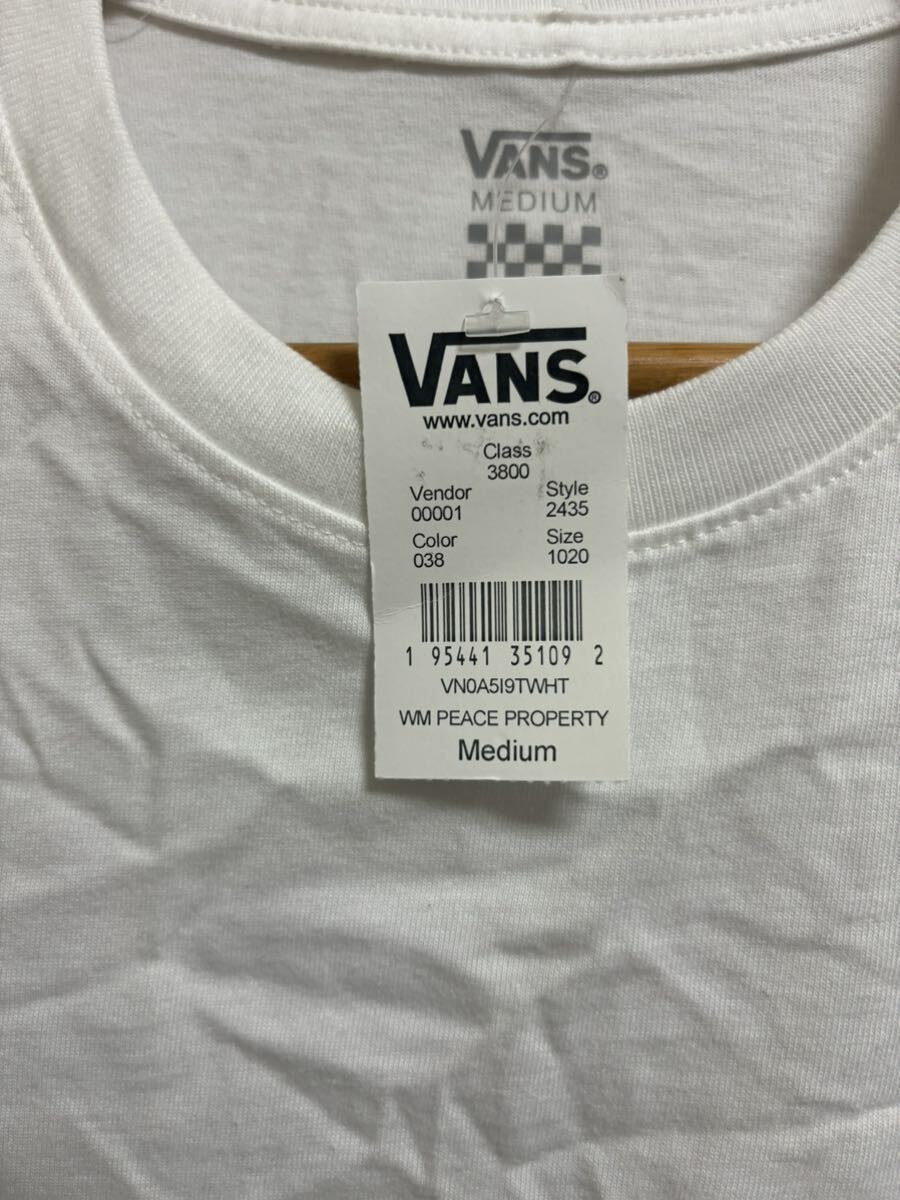 VANS®
MEDIUM
VANS®
www.vans.com
Class
3800
Vendor Style
00001 2435
Color Size
038 1020
1 95441 35109 2
VN0A5I9TWHT
WM PEACE PROPERTY
Medium